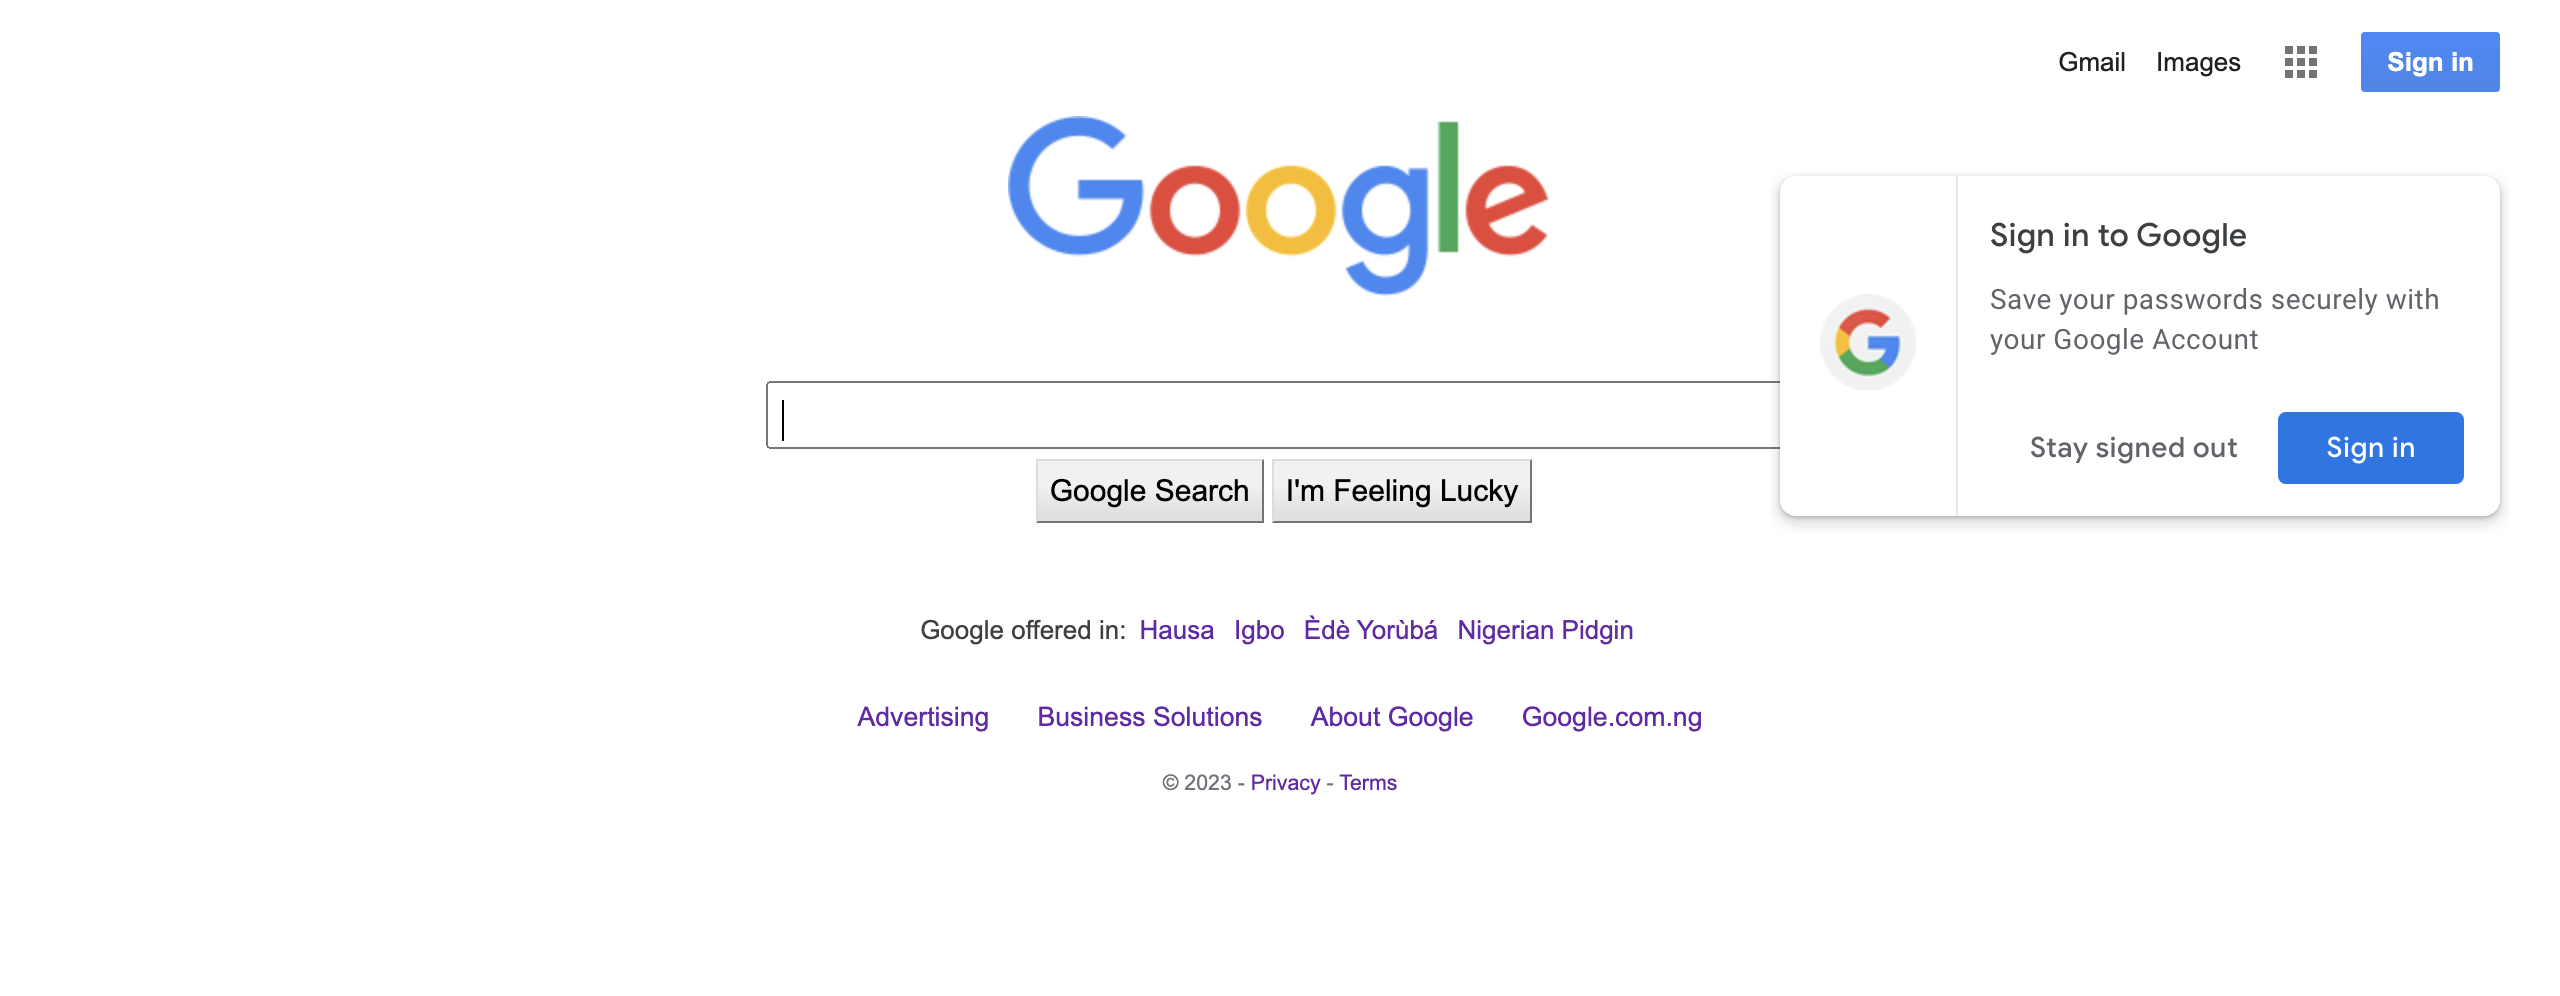 Gmail Images Sign in
Google
Sign in to Google
Save your passwords securely with
your Google Account
Stay signed out Sign in
Google Search I'm Feeling Lucky
Google offered in: Hausa Igbo Èdè Yorùbá Nigerian Pidgin
Advertising Business Solutions About Google Google.com.ng
© 2023 - Privacy - Terms